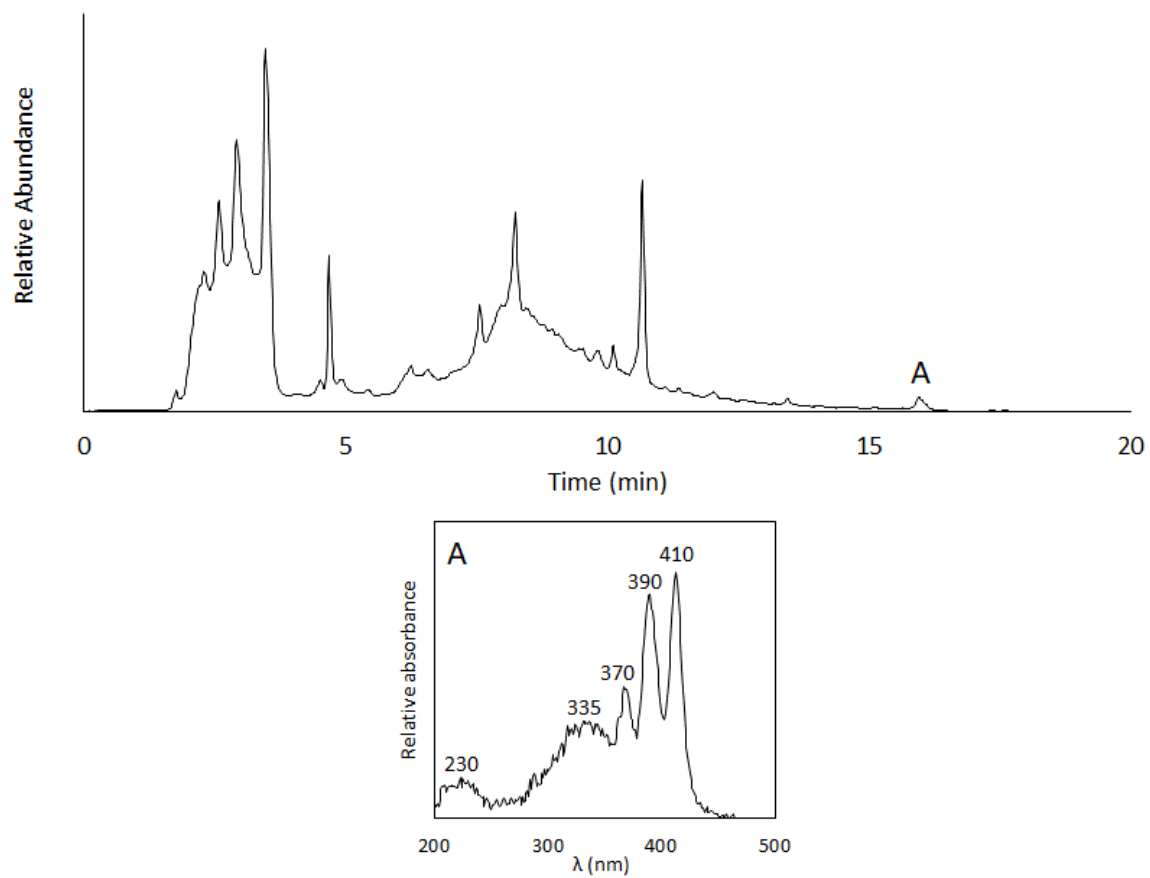 Relative Abundance
A
0 5 10 15 20
Time (min)
A
410
390
370
335
230
Relative absorbance
200 300 400 500
λ (nm)